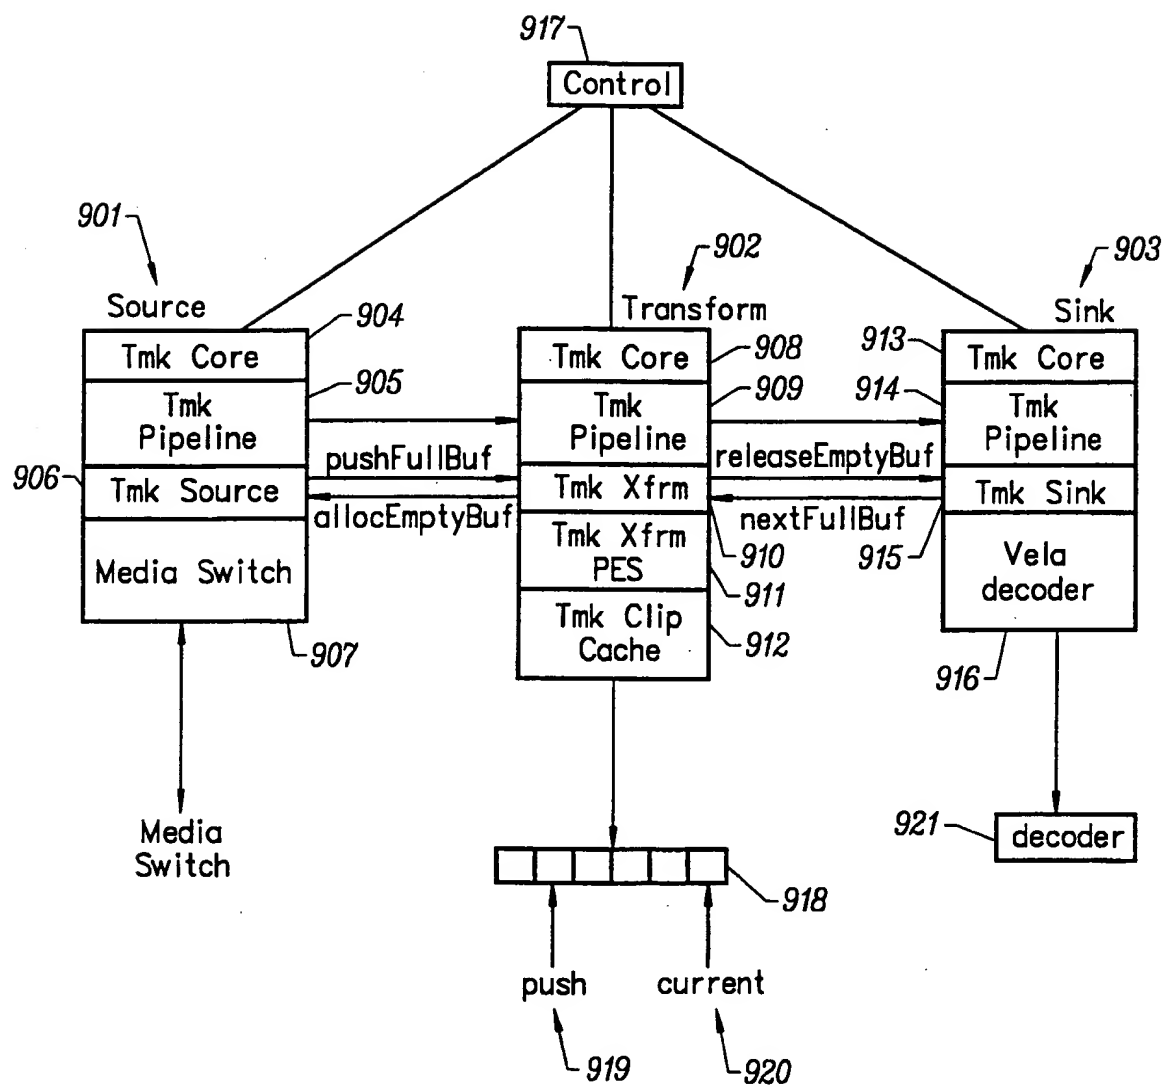 917
Control
901
902
903
Source
Transform
Sink
904
908
913
Tmk Core
Tmk Core
Tmk Core
905
909
914
Tmk
Pipeline
Tmk
Pipeline
Tmk
Pipeline
pushFullBuf
releaseEmptyBuf
906
Tmk Source
Tmk Xfrm
Tmk Sink
allocEmptyBuf
nextFullBuf
910
915
Media Switch
Tmk Xfrm
PES
Vela
decoder
911
907
Tmk Clip
Cache
912
916
Media
Switch
921
decoder
918
push
current
919
920